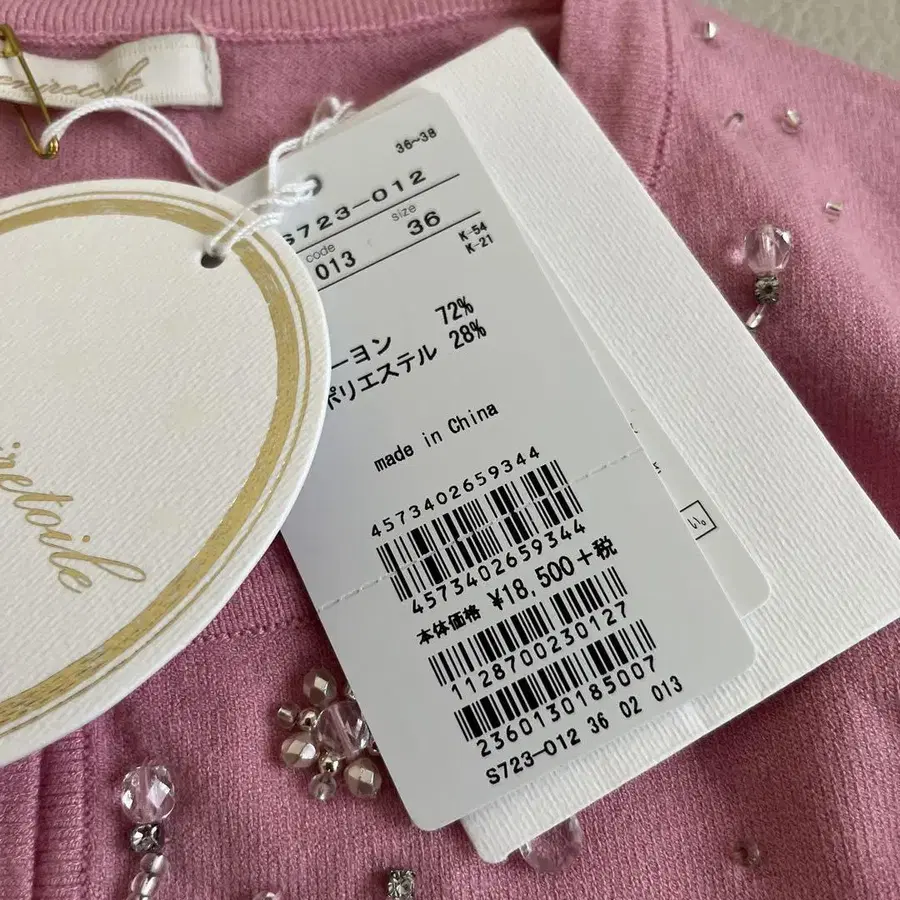 36~38
S723-012
code
size
013
36
K-54
K-21
ーヨン 72%
ポリエステル 28%
made in China
4573402659344
4573402659344
本体価格 ¥18,500+税
1128700230127
2360130185007
S723-012 36 02 013
iretoile